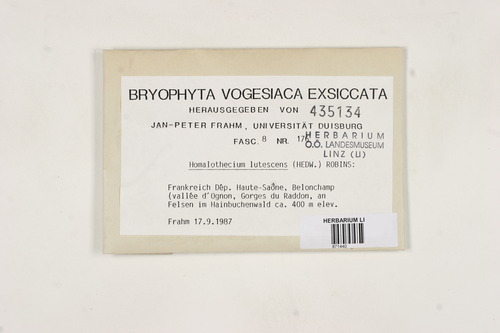 BRYOPHYTA VOGESIACA EXSICCATA
HERAUSGEGEBEN VON 435134
JAN-PETER FRAHM, UNIVERSITÄT DUISBURG
FASC. 8 NR.
HERBARIUM
O.Ö. LANDESMUSEUM
LINZ (LI)
Homalothecium lutescens (HEDW.) ROBINS:
Frankreich Dép. Haute-Saône, Belonchamp
(vallée d'Ognon, Gorges du Raddon, an
Felsen im Hainbuchenwald ca. 400 m elev.
Frahm 17.9.1987
HERBARIUM LI